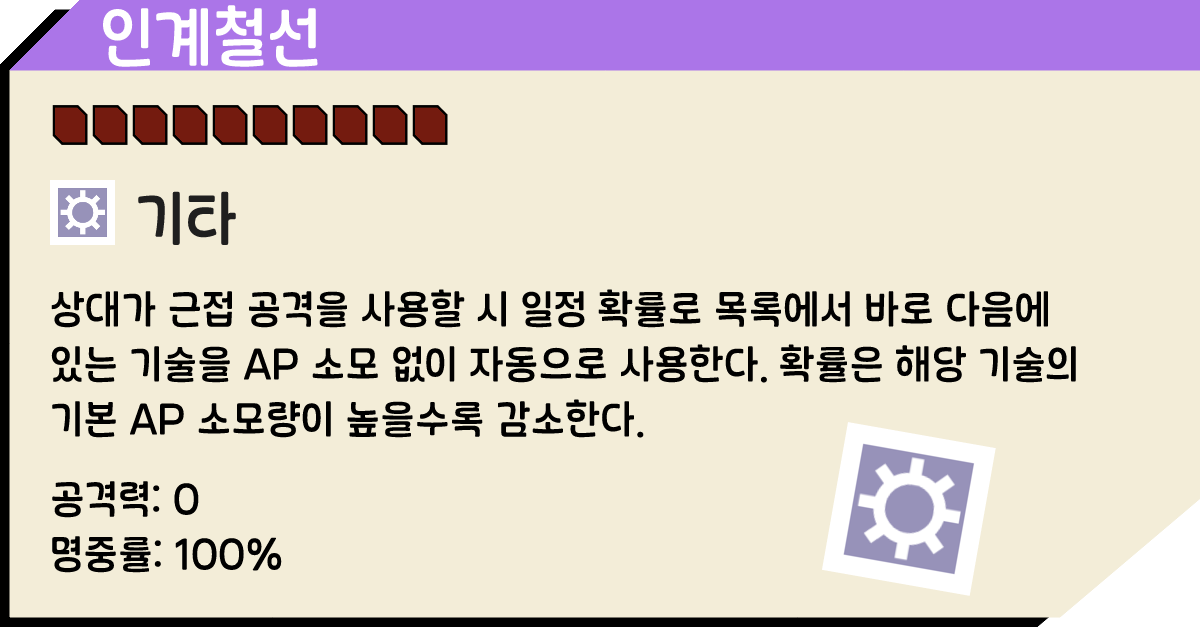 인계철선
기타
상대가 근접 공격을 사용할 시 일정 확률로 목록에서 바로 다음에
있는 기술을 AP 소모 없이 자동으로 사용한다. 확률은 해당 기술의
기본 AP 소모량이 높을수록 감소한다.
공격력: 0
명중률: 100%